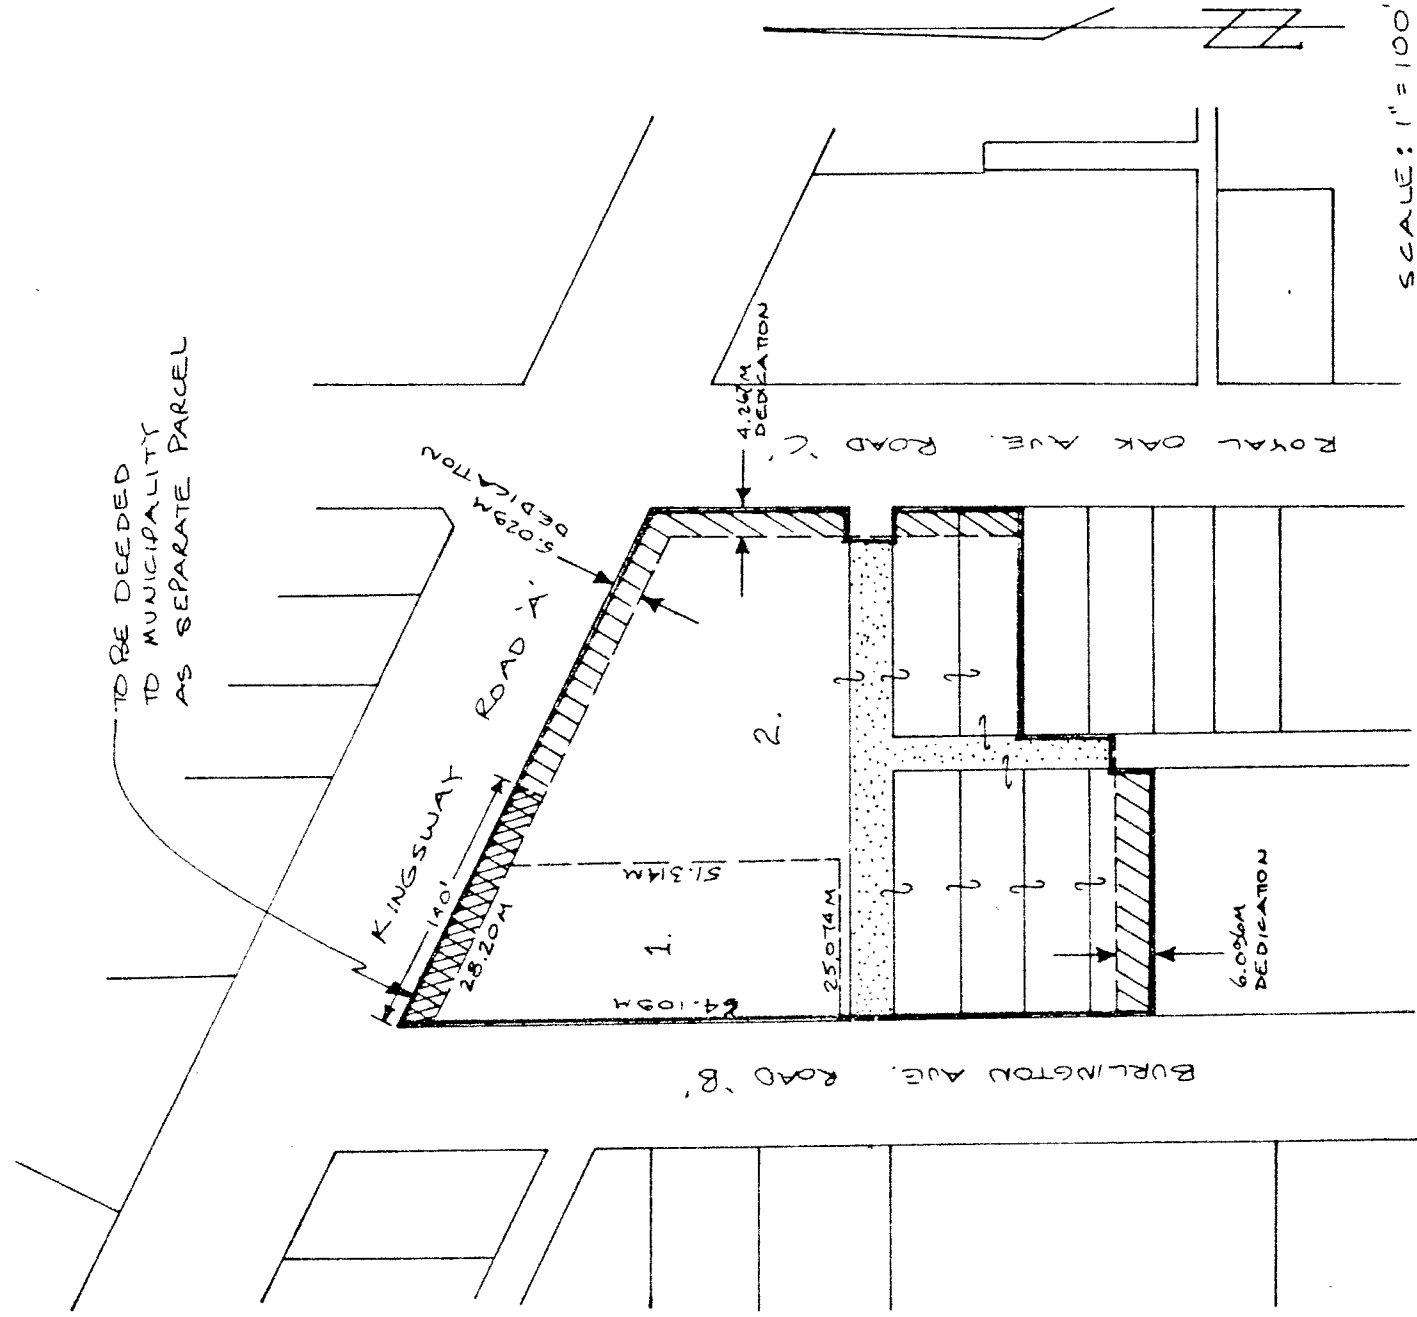 TO BE DEEDED
TO MUNICIPALITY
AS SEPARATE PARCEL
KINGSWAY ROAD 'A'
140'
28.20M
5.029M
DEDICATION
4.267M
DEDICATION
ROYAL OAK AVE. ROAD 'C'
2.
51.314M
1.
25.074M
64.109M
6.096M
DEDICATION
BURLINGTON AVE. ROAD 'B'
N
SCALE: 1" = 100'